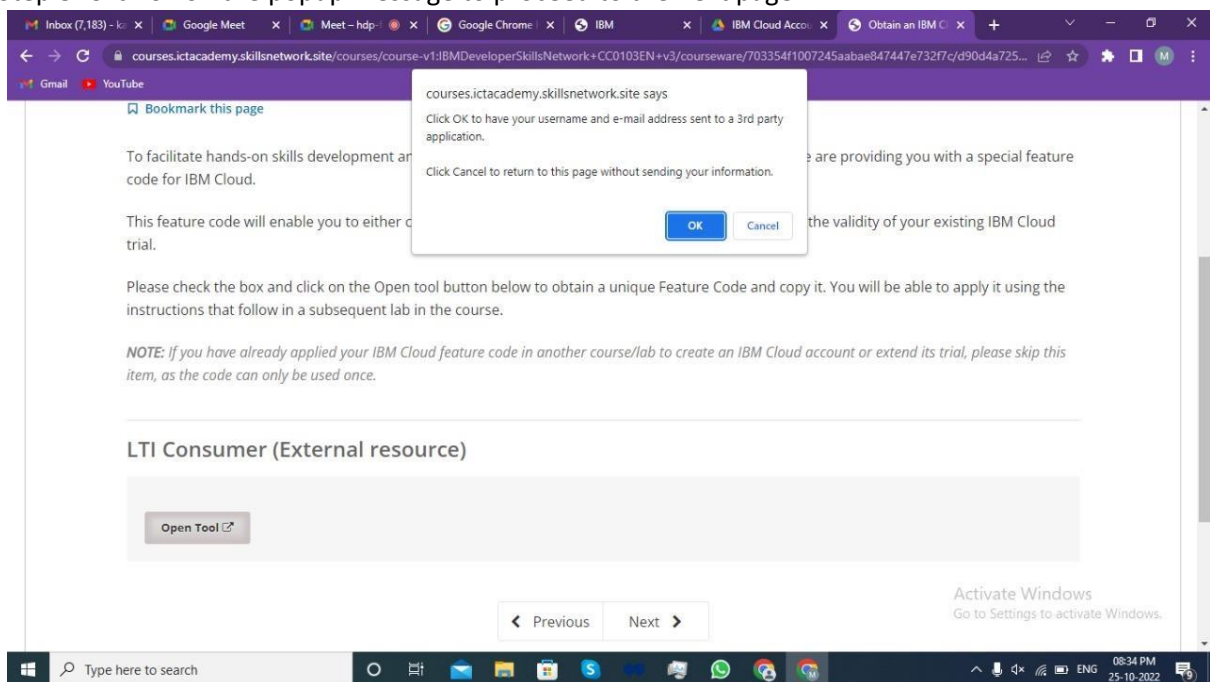 Inbox (7,183) - ka
Google Meet
Meet – hdp-
Google Chrome
IBM
IBM Cloud Accou
Obtain an IBM Cl
courses.ictacademy.skillsnetwork.site/courses/course-v1:IBMDeveloperSkillsNetwork+CC0103EN+v3/courseware/703354f1007245aabae847447e732f7c/d90d4a725...
M
Gmail
YouTube
courses.ictacademy.skillsnetwork.site says
Click OK to have your username and e-mail address sent to a 3rd party
application.
Click Cancel to return to this page without sending your information.
OK
Cancel
Bookmark this page
To facilitate hands-on skills development an
e are providing you with a special feature
code for IBM Cloud.
This feature code will enable you to either c
the validity of your existing IBM Cloud
trial.
Please check the box and click on the Open tool button below to obtain a unique Feature Code and copy it. You will be able to apply it using the
instructions that follow in a subsequent lab in the course.
NOTE: If you have already applied your IBM Cloud feature code in another course/lab to create an IBM Cloud account or extend its trial, please skip this
item, as the code can only be used once.
LTI Consumer (External resource)
Open Tool
Previous
Next
Activate Windows
Go to Settings to activate Windows.
Type here to search
ENG
08:34 PM
25-10-2022